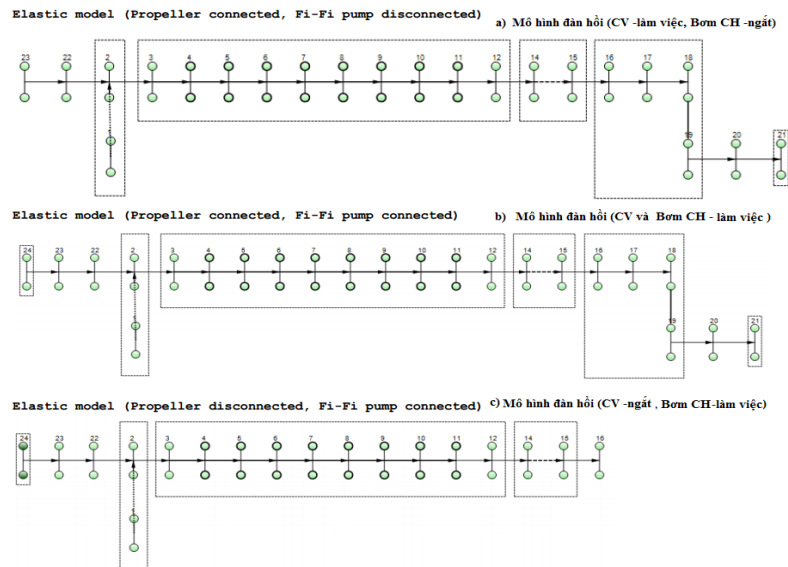 Elastic model (Propeller connected, Fi-Fi pump disconnected)
a) Mô hình đàn hồi (CV -làm việc, Bơm CH -ngắt)
23 22 2 3 4 5 6 7 8 9 10 11 12 14 15 16 17 18
1
19 20 21
Elastic model (Propeller connected, Fi-Fi pump connected)
b) Mô hình đàn hồi (CV và Bơm CH - làm việc )
24 23 22 2 3 4 5 6 7 8 9 10 11 12 14 15 16 17 18
1
19 20 21
Elastic model (Propeller disconnected, Fi-Fi pump connected)
c) Mô hình đàn hồi (CV -ngắt , Bơm CH-làm việc)
24 23 22 2 3 4 5 6 7 8 9 10 11 12 14 15 16
1